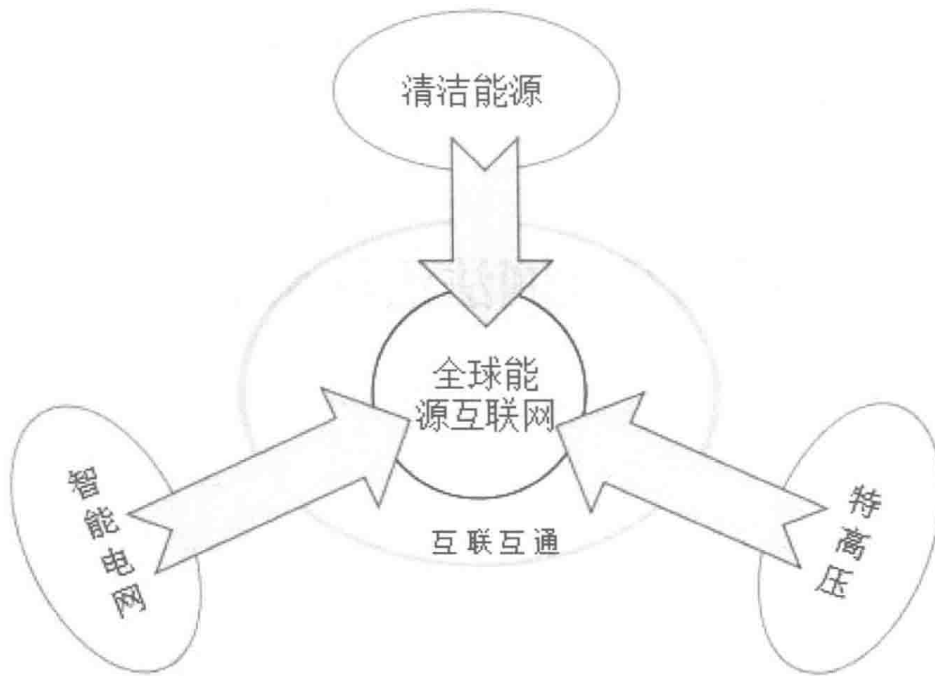 清洁能源
全球能
源互联网
智能电网
特高压
互联互通